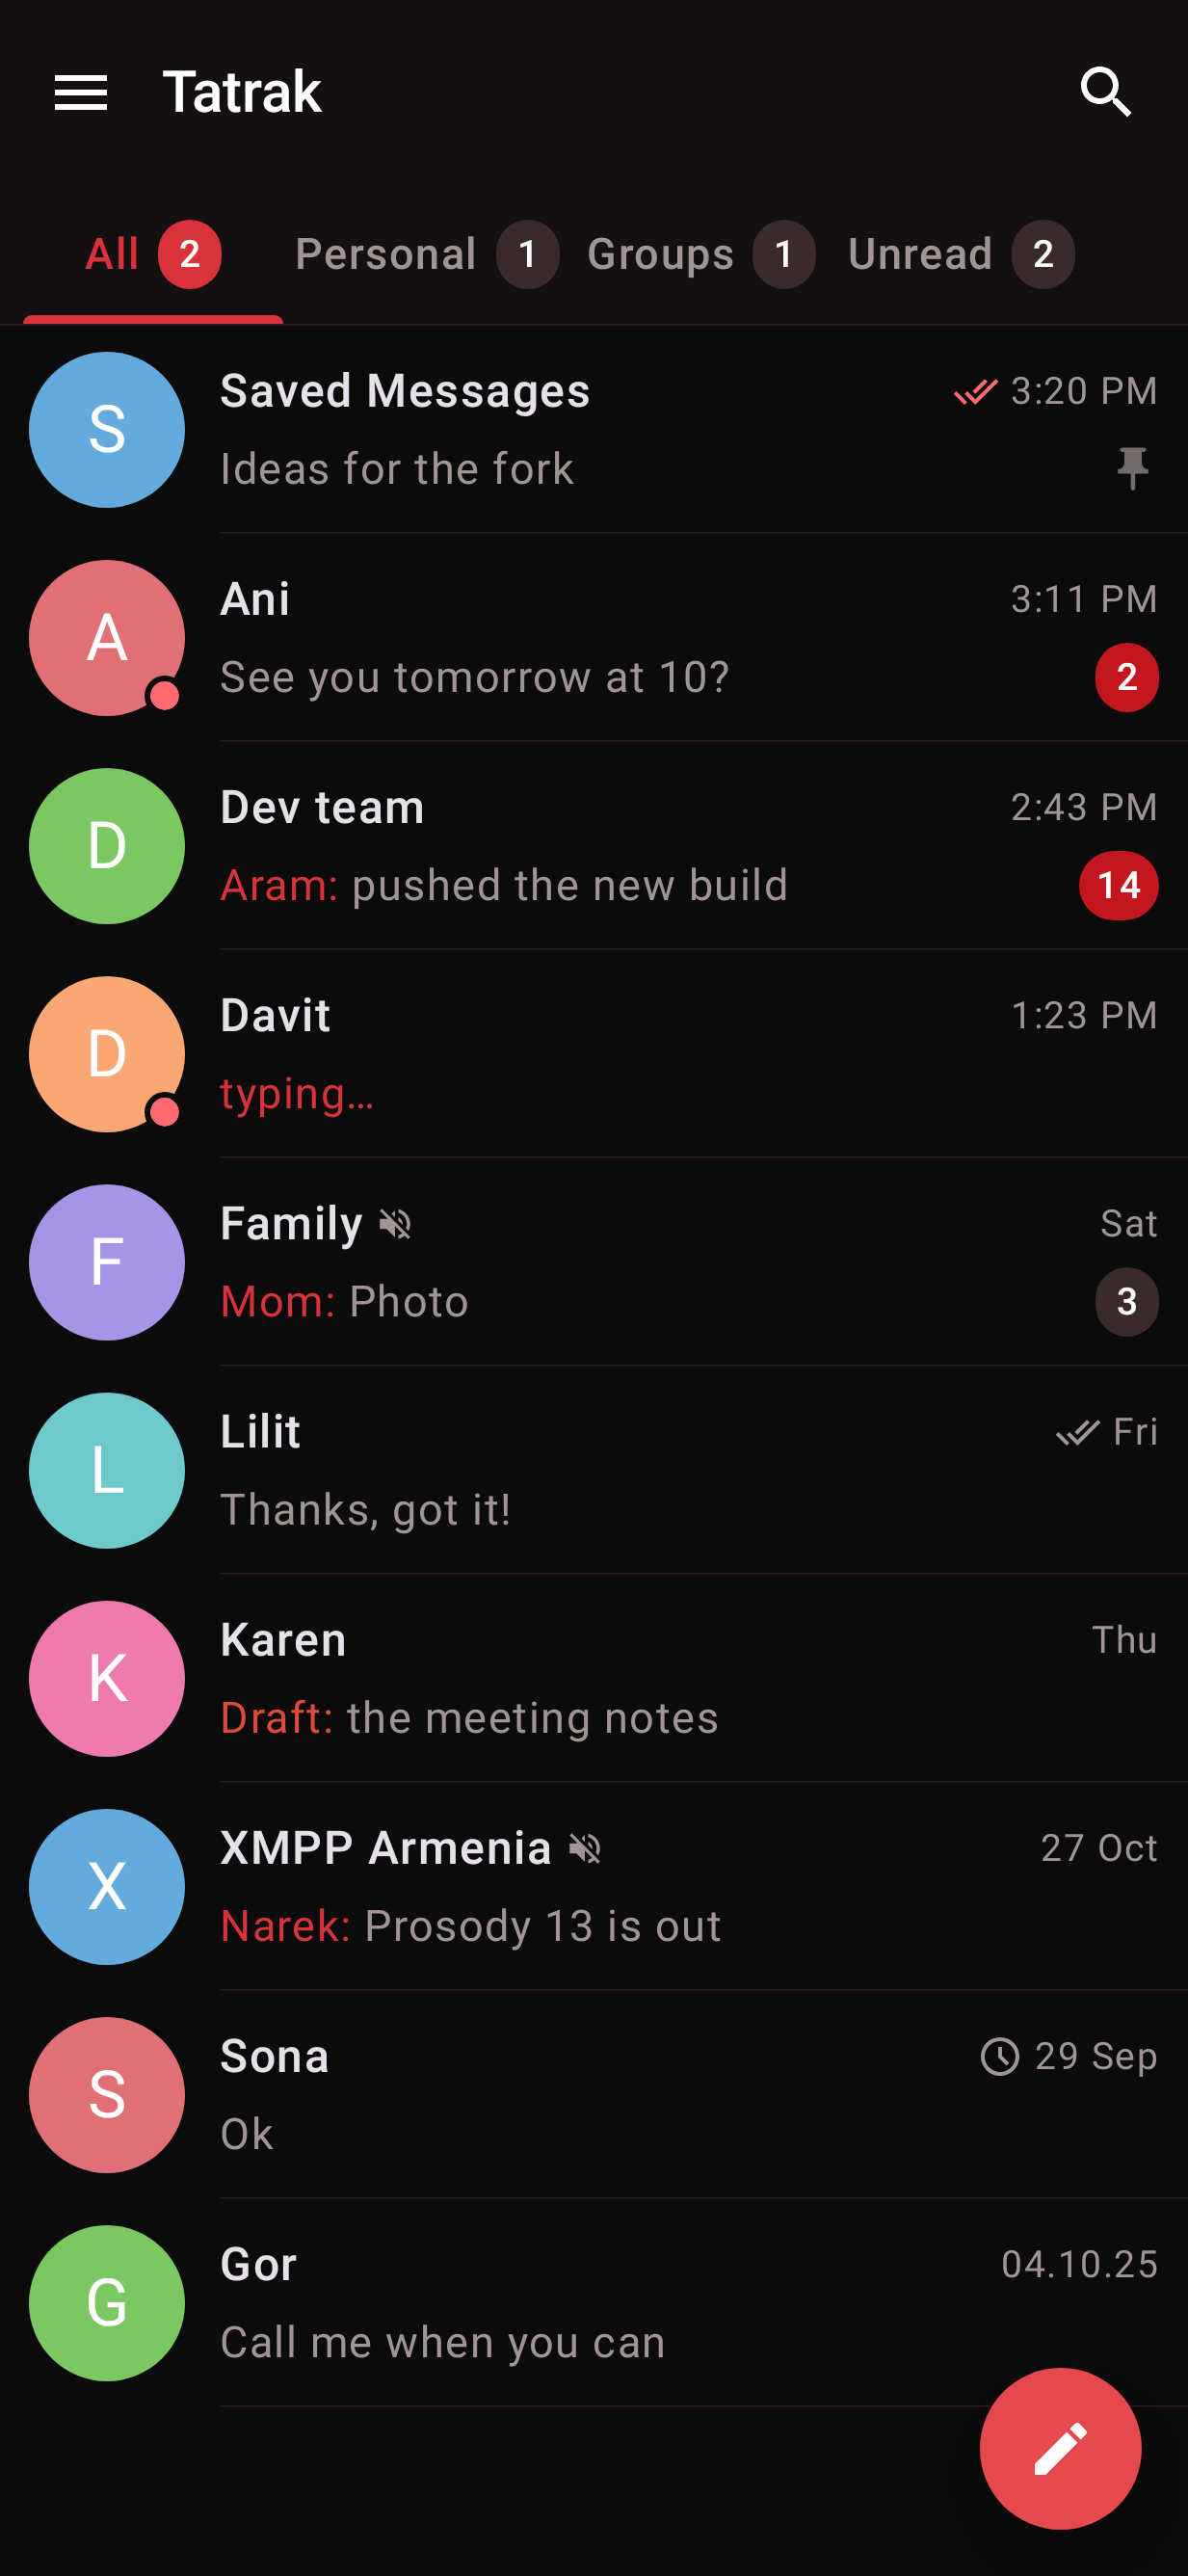 Tatrak
All 2 Personal 1 Groups 1 Unread 2
S
Saved Messages 3:20 PM
Ideas for the fork
A
Ani 3:11 PM
See you tomorrow at 10? 2
D
Dev team 2:43 PM
Aram: pushed the new build 14
D
Davit 1:23 PM
typing…
F
Family Sat
Mom: Photo 3
L
Lilit Fri
Thanks, got it!
K
Karen Thu
Draft: the meeting notes
X
XMPP Armenia 27 Oct
Narek: Prosody 13 is out
S
Sona 29 Sep
Ok
G
Gor 04.10.25
Call me when you can